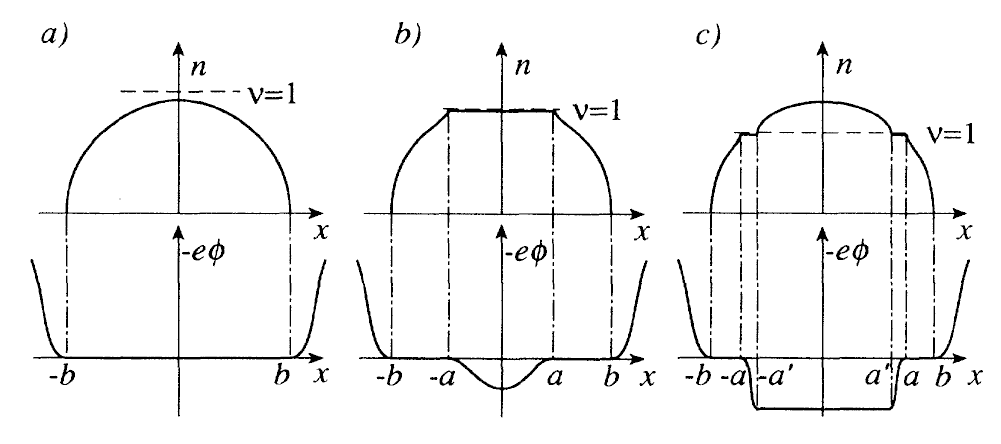 a) b) c)
n n n
ν=1 ν=1 ν=1
x x x
-eϕ -eϕ -eϕ
-b b x -b -a a b x -b -a -a' a' a b x